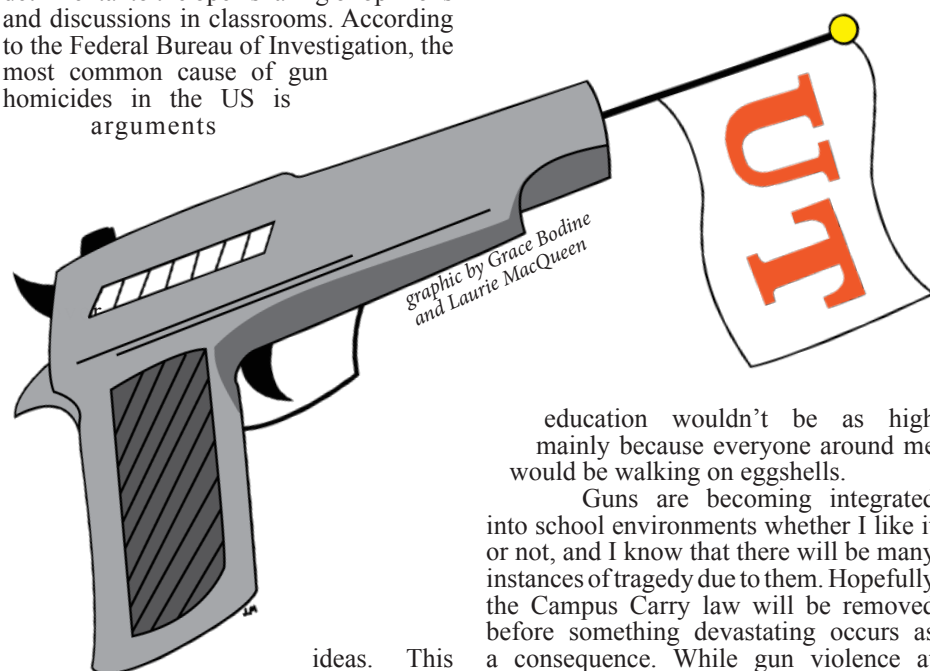 and discussions in classrooms. According
to the Federal Bureau of Investigation, the
most common cause of gun
homicides in the US is
arguments
UT
graphic by Grace Bodine
and Laurie MacQueen
ideas. This
education wouldn't be as high
mainly because everyone around me
would be walking on eggshells.
Guns are becoming integrated
into school environments whether I like it
or not, and I know that there will be many
instances of tragedy due to them. Hopefully
the Campus Carry law will be removed
before something devastating occurs as
a consequence. While gun violence at